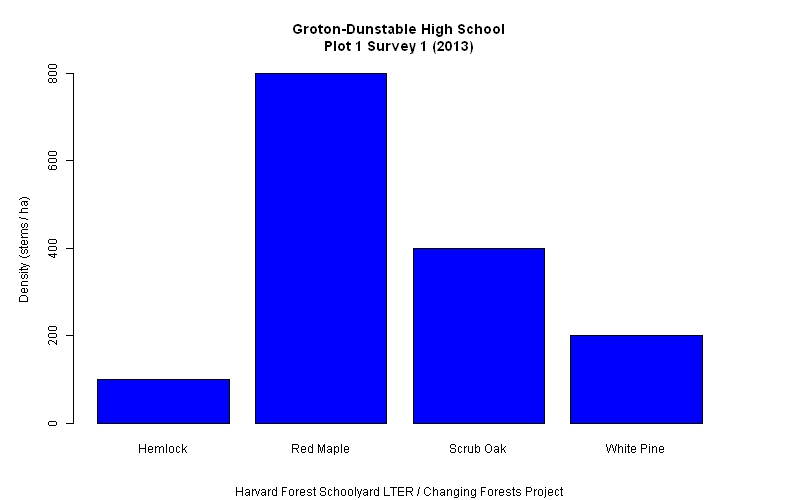 Groton-Dunstable High School
Plot 1 Survey 1 (2013)
Density (stems / ha)
800
600
400
200
0
Hemlock Red Maple Scrub Oak White Pine
Harvard Forest Schoolyard LTER / Changing Forests Project